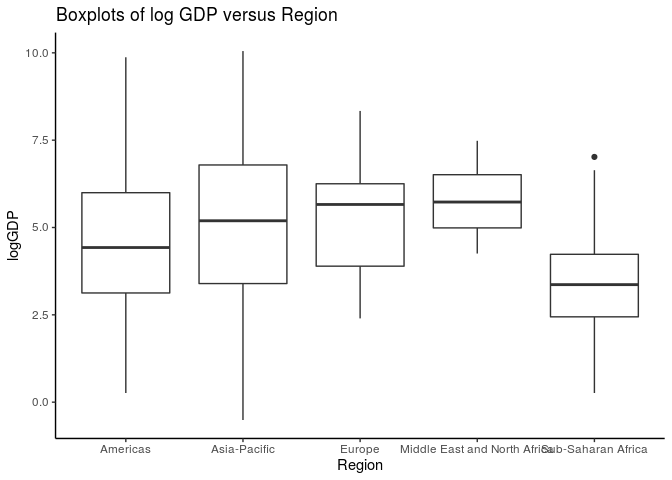 Boxplots of log GDP versus Region
10.0
7.5
5.0
2.5
0.0
logGDP
Americas Asia-Pacific Europe Middle East and North Africa Sub-Saharan Africa
Region